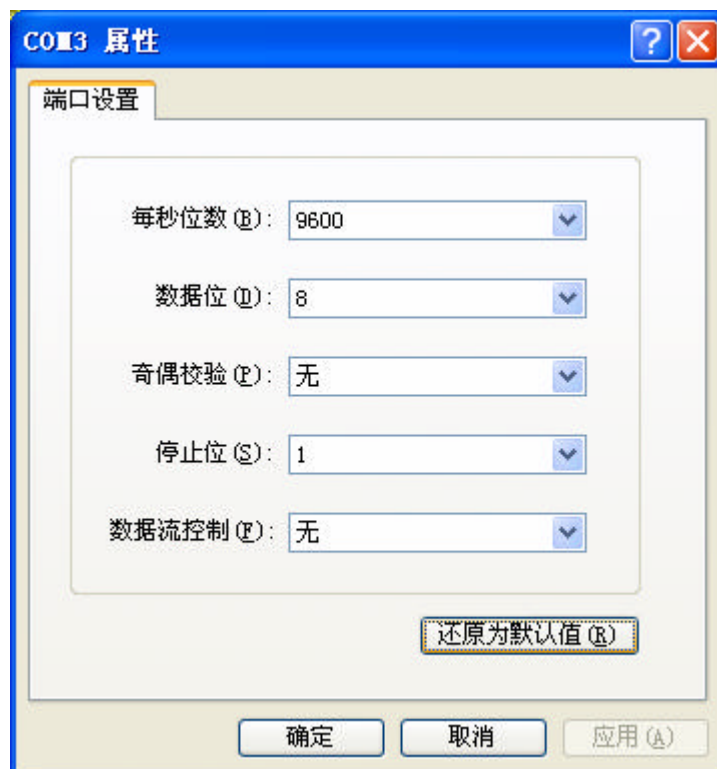 COM3 属性
端口设置
每秒位数(B): 9600
数据位(D): 8
奇偶校验(P): 无
停止位(S): 1
数据流控制(F): 无
还原为默认值(R)
确定 取消 应用(A)